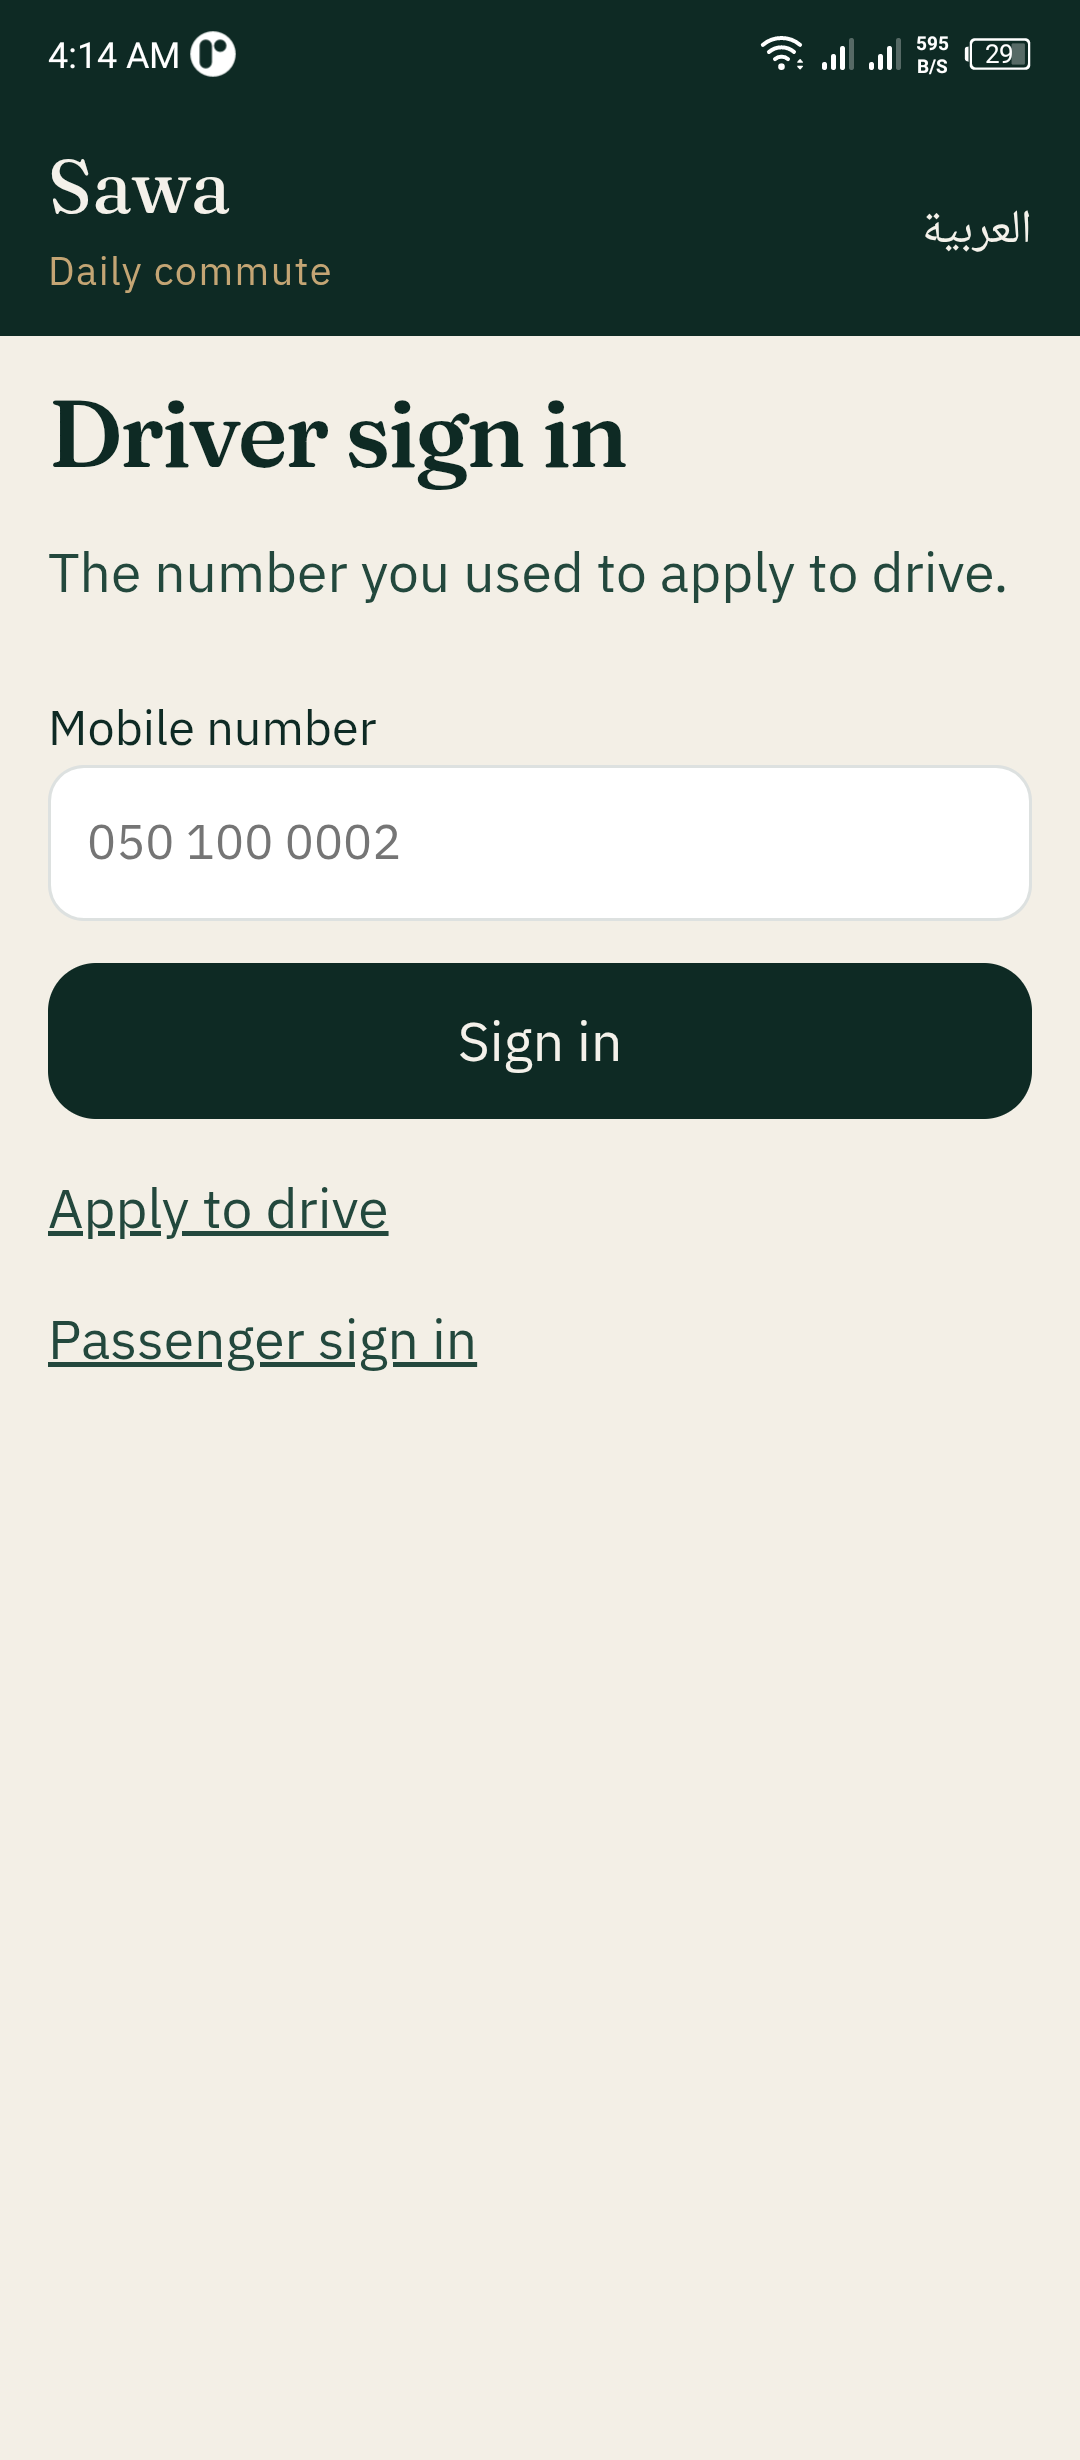 4:14 AM
595
B/S
29
Sawa
Daily commute
العربية
Driver sign in
The number you used to apply to drive.
Mobile number
050 100 0002
Sign in
Apply to drive
Passenger sign in